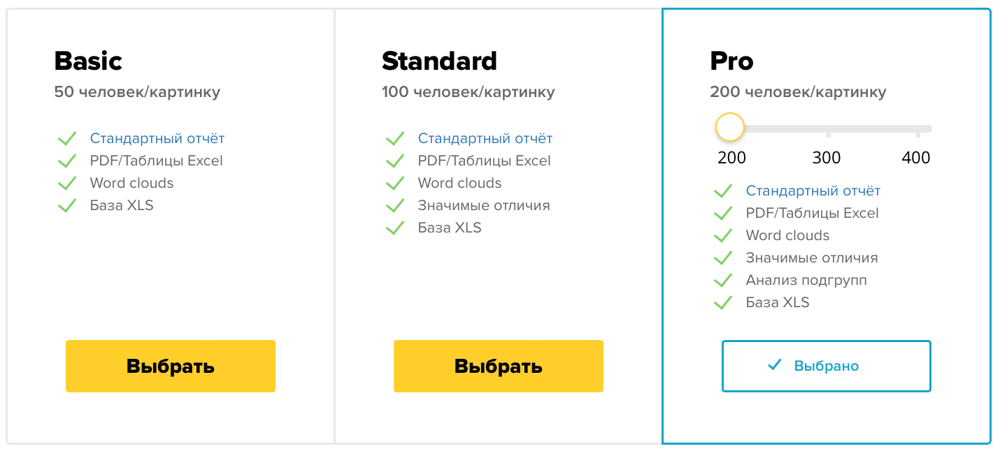 Basic
50 человек/картинку
Стандартный отчёт
PDF/Таблицы Excel
Word clouds
База XLS
Выбрать
Standard
100 человек/картинку
Стандартный отчёт
PDF/Таблицы Excel
Word clouds
Значимые отличия
База XLS
Выбрать
Pro
200 человек/картинку
200 300 400
Стандартный отчёт
PDF/Таблицы Excel
Word clouds
Значимые отличия
Анализ подгрупп
База XLS
Выбрано